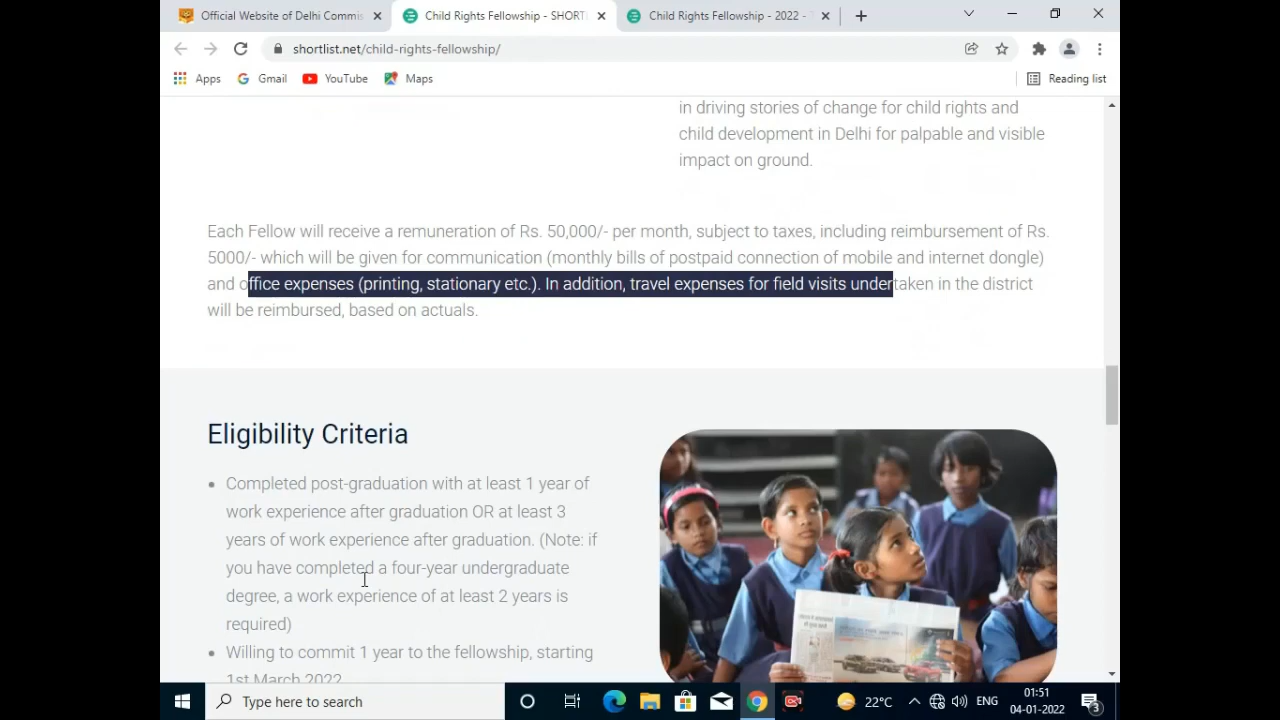 Official Website of Delhi Commis
Child Rights Fellowship - SHORT
Child Rights Fellowship - 2022 - T
shortlist.net/child-rights-fellowship/
Apps
Gmail
YouTube
Maps
Reading list
in driving stories of change for child rights and
child development in Delhi for palpable and visible
impact on ground.
Each Fellow will receive a remuneration of Rs. 50,000/- per month, subject to taxes, including reimbursement of Rs.
5000/- which will be given for communication (monthly bills of postpaid connection of mobile and internet dongle)
and office expenses (printing, stationary etc.). In addition, travel expenses for field visits undertaken in the district
will be reimbursed, based on actuals.
Eligibility Criteria
Completed post-graduation with at least 1 year of
work experience after graduation OR at least 3
years of work experience after graduation. (Note: if
you have completed a four-year undergraduate
degree, a work experience of at least 2 years is
required)
Willing to commit 1 year to the fellowship, starting
1st March 2022
Type here to search
22°C
ENG
01:51
04-01-2022
3